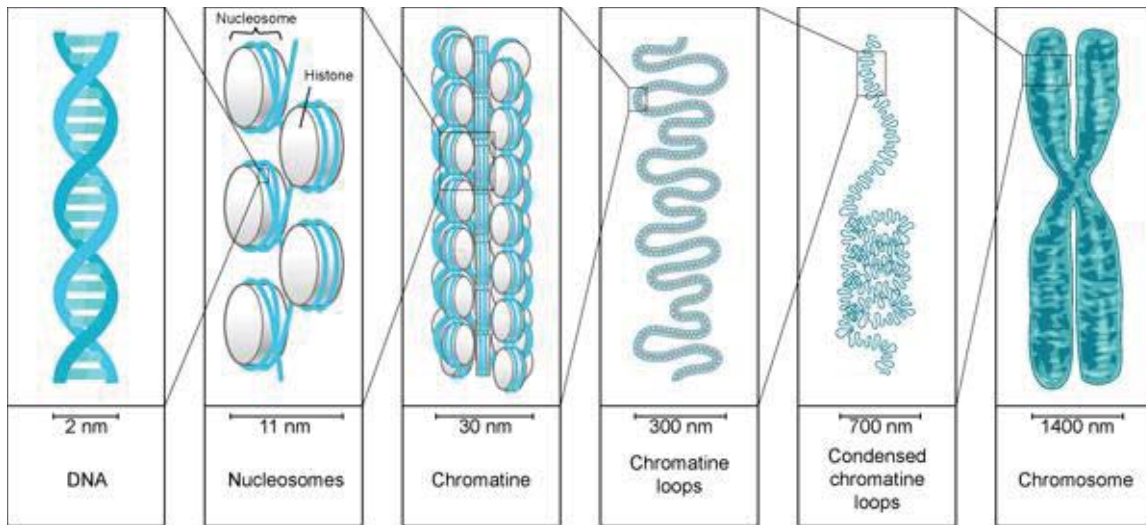 Nucleosome
Histone
2 nm
11 nm
30 nm
300 nm
700 nm
1400 nm
DNA
Nucleosomes
Chromatine
Chromatine
loops
Condensed
chromatine
loops
Chromosome